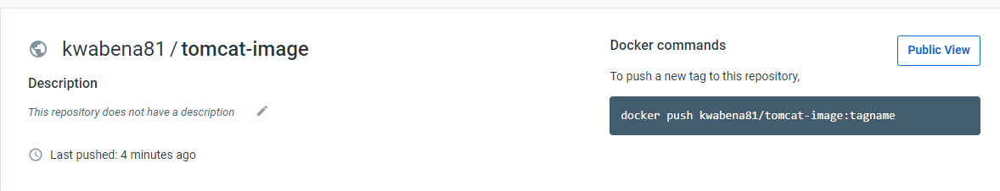 kwabena81 / tomcat-image
Description
This repository does not have a description
Last pushed: 4 minutes ago
Docker commands
Public View
To push a new tag to this repository,
docker push kwabena81/tomcat-image:tagname